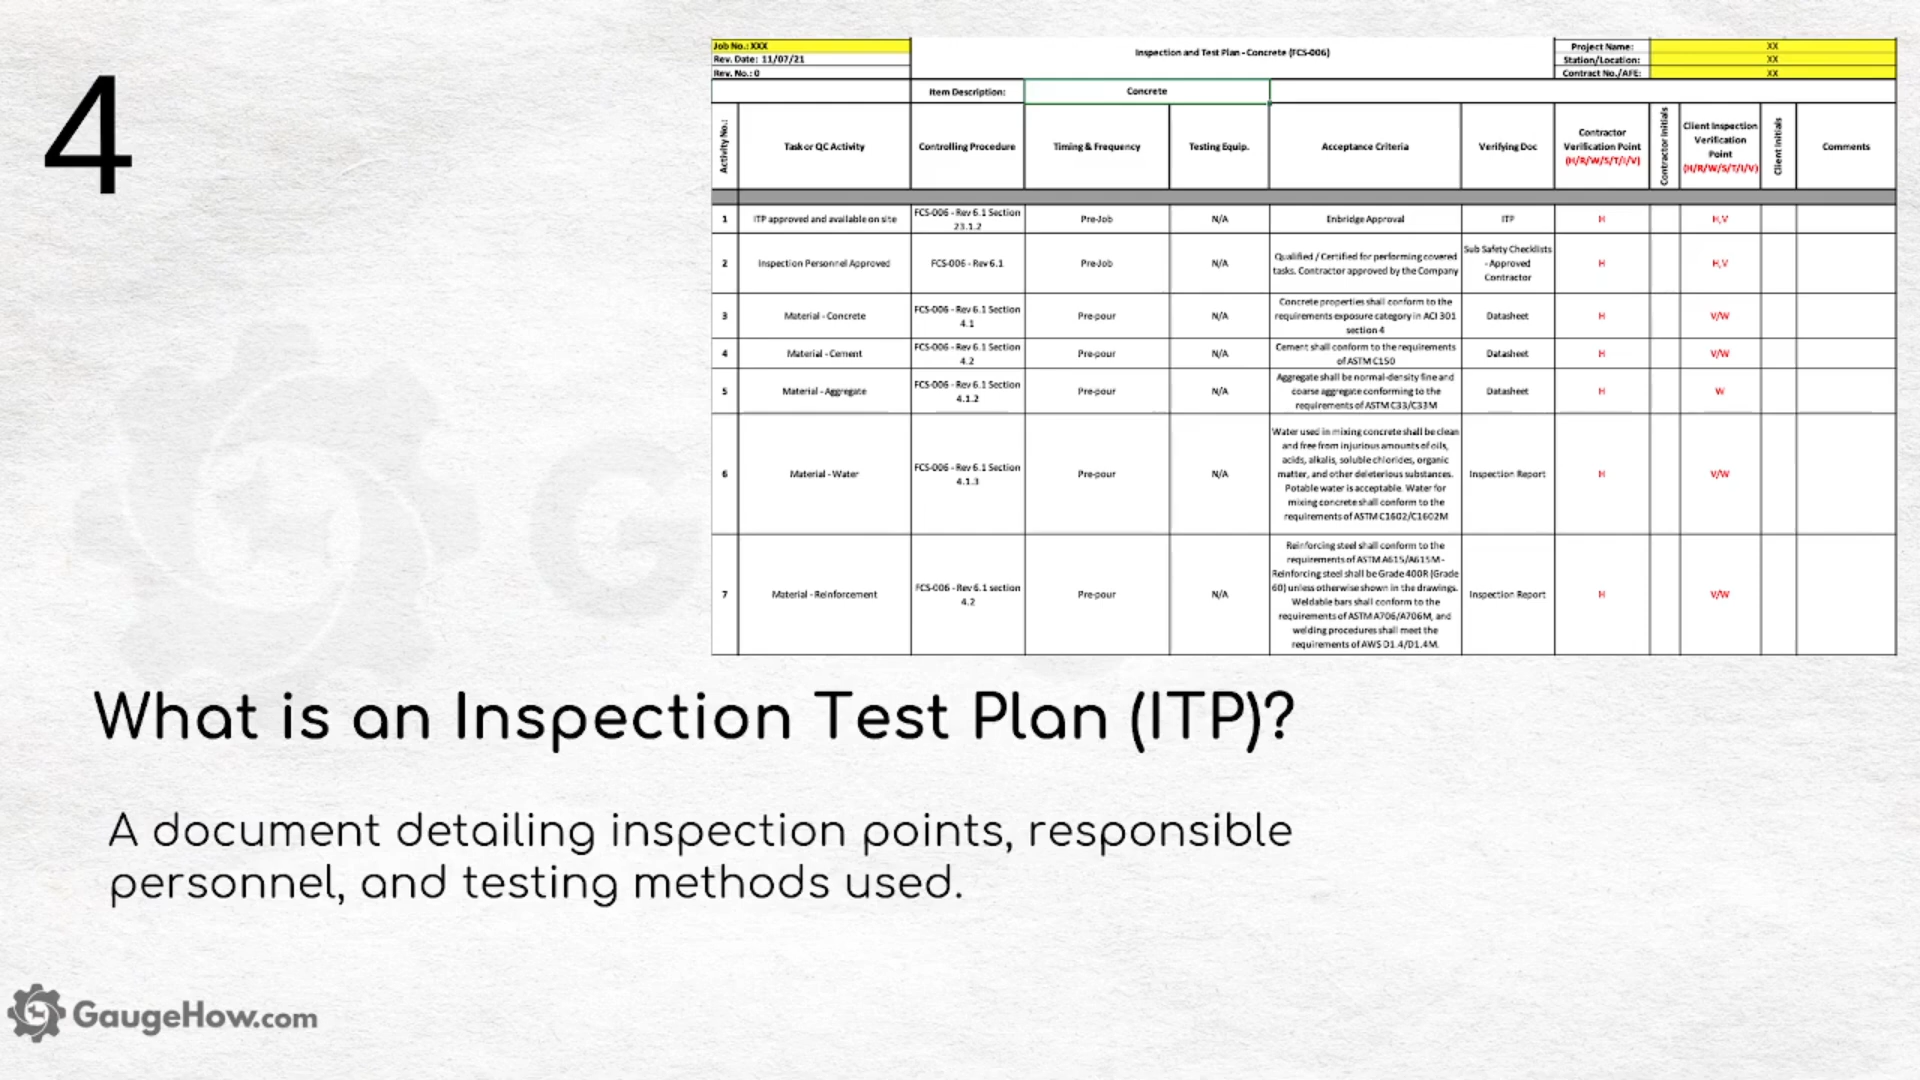 4
Job No.: XXX
Rev. Date: 11/07/21
Rev. No.: 0
Inspection and Test Plan - Concrete (FCS-006)
Project Name: XX
Station/Location: XX
Contract No./AFE: XX
Item Description: Concrete
Activity No.:
Task or QC Activity
Controlling Procedure
Timing & Frequency
Testing Equip.
Acceptance Criteria
Verifying Doc
Contractor
Verification Point
(H/R/W/S/T/I/V)
Contractor Initials
Client Inspection
Verification
Point
(H/R/W/S/T/I/V)
Client Initials
Comments
1
ITP approved and available on site
FCS-006 - Rev 6.1 Section
23.1.2
Pre-Job
N/A
Enbridge Approval
ITP
H
H,V
2
Inspection Personnel Approved
FCS-006 - Rev 6.1
Pre-Job
N/A
Qualified / Certified for performing covered
tasks. Contractor approved by the Company
Sub Safety Checklists
- Approved
Contractor
H
H,V
3
Material - Concrete
FCS-006 - Rev 6.1 Section
4.1
Pre-pour
N/A
Concrete properties shall conform to the
requirements exposure category in ACI 301
section 4
Datasheet
H
V/W
4
Material - Cement
FCS-006 - Rev 6.1 Section
4.2
Pre-pour
N/A
Cement shall conform to the requirements
of ASTM C150
Datasheet
H
V/W
5
Material - Aggregate
FCS-006 - Rev 6.1 Section
4.1.2
Pre-pour
N/A
Aggregate shall be normal-density fine and
coarse aggregate conforming to the
requirements of ASTM C33/C33M
Datasheet
H
W
6
Material - Water
FCS-006 - Rev 6.1 Section
4.1.3
Pre-pour
N/A
Water used in mixing concrete shall be clean
and free from injurious amounts of oils,
acids, alkalis, soluble chlorides, organic
matter, and other deleterious substances.
Potable water is acceptable. Water for
mixing concrete shall conform to the
requirements of ASTM C1602/C1602M
Inspection Report
H
V/W
7
Material - Reinforcement
FCS-006 - Rev 6.1 section
4.2
Pre-pour
N/A
Reinforcing steel shall conform to the
requirements of ASTM A615/A615M -
Reinforcing steel shall be Grade 400R (Grade
60) unless otherwise shown in the drawings.
Weldable bars shall conform to the
requirements of ASTM A706/A706M, and
welding procedures shall meet the
requirements of AWS D1.4/D1.4M.
Inspection Report
H
V/W
What is an Inspection Test Plan (ITP)?
A document detailing inspection points, responsible
personnel, and testing methods used.
GaugeHow.com